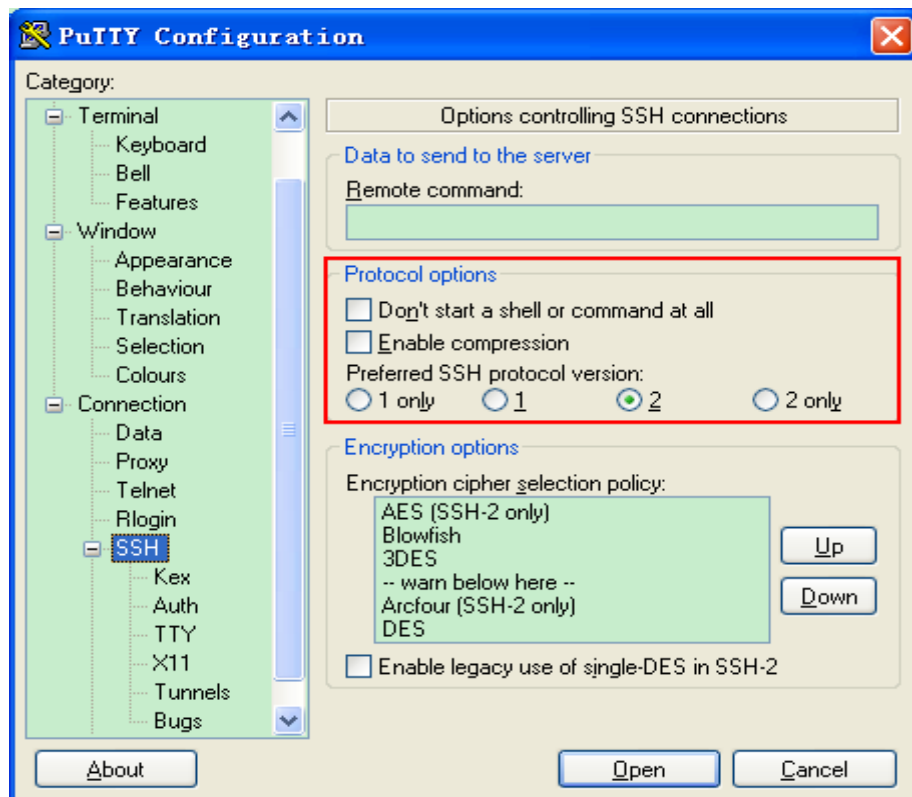 PuTTY Configuration
Category:
Terminal
Keyboard
Bell
Features
Window
Appearance
Behaviour
Translation
Selection
Colours
Connection
Data
Proxy
Telnet
Rlogin
SSH
Kex
Auth
TTY
X11
Tunnels
Bugs
Options controlling SSH connections
Data to send to the server
Remote command:
Protocol options
Don't start a shell or command at all
Enable compression
Preferred SSH protocol version:
1 only 1 2 2 only
Encryption options
Encryption cipher selection policy:
AES (SSH-2 only)
Blowfish
3DES
-- warn below here --
Arcfour (SSH-2 only)
DES
Up
Down
Enable legacy use of single-DES in SSH-2
About Open Cancel